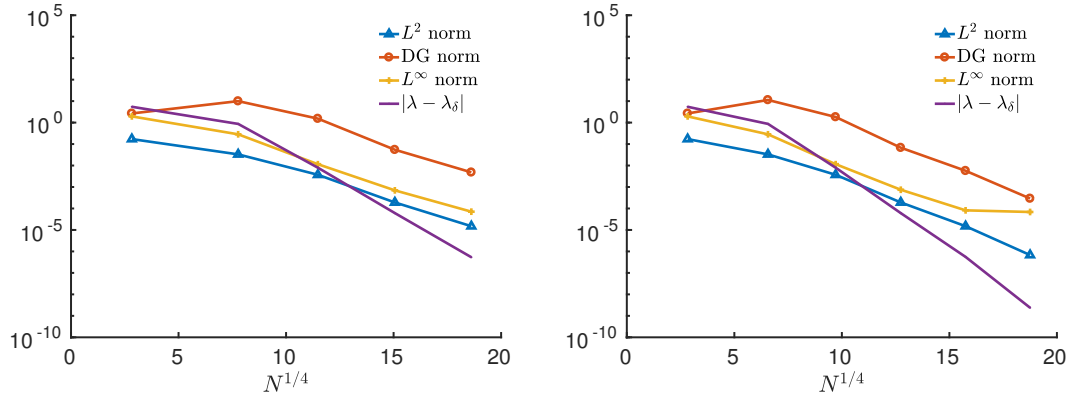 10^5
10^0
10^-5
10^-10
0 5 10 15 20
N^{1/4}
L^2 norm
DG norm
L^∞ norm
|λ − λ_δ|
10^5
10^0
10^-5
10^-10
0 5 10 15 20
N^{1/4}
L^2 norm
DG norm
L^∞ norm
|λ − λ_δ|